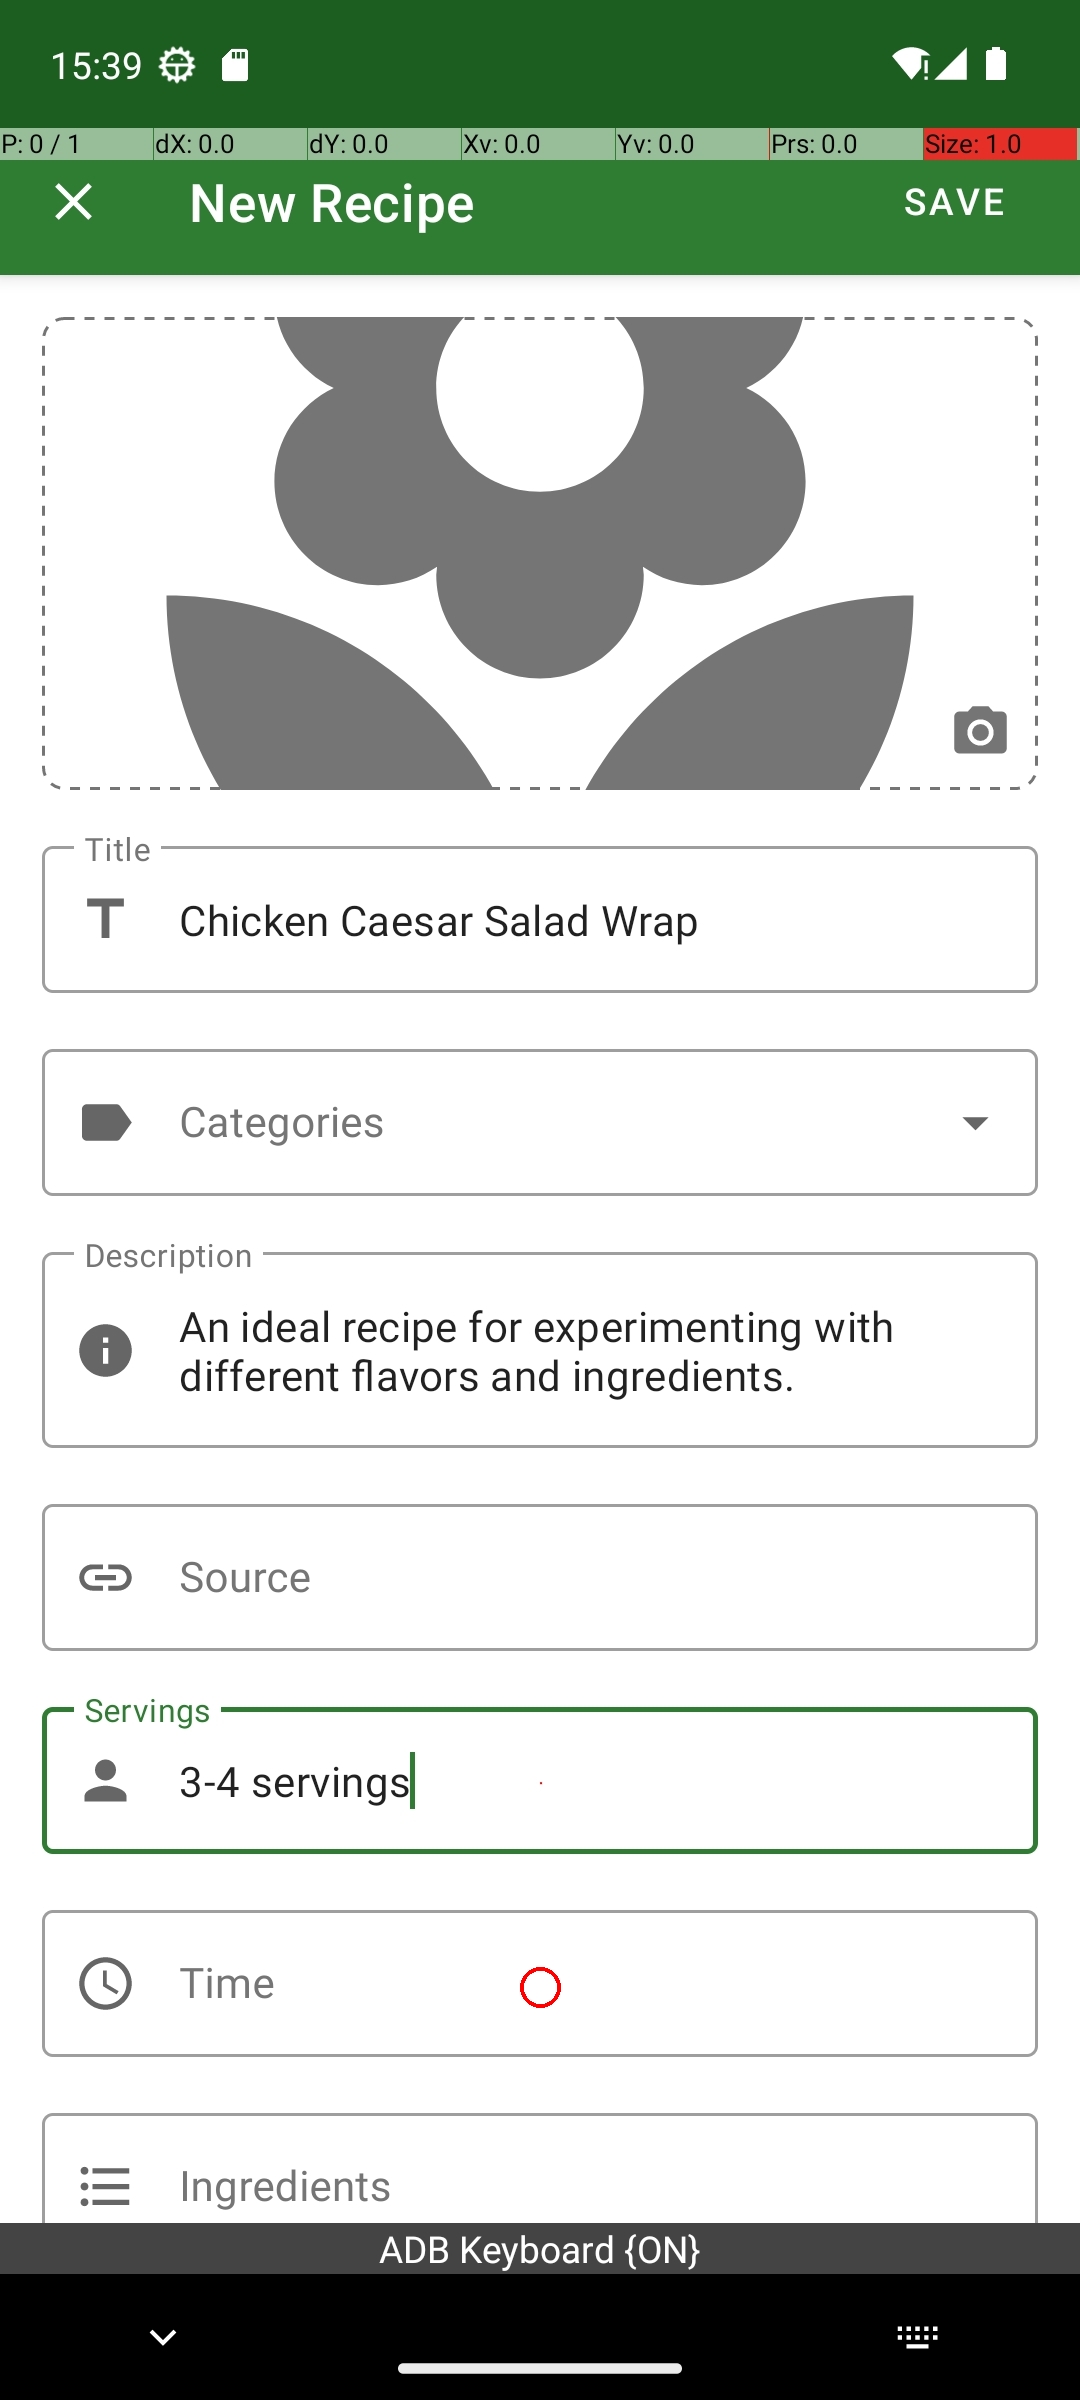 15:39
P: 0 / 1 dX: 0.0 dY: 0.0 Xv: 0.0 Yv: 0.0 Prs: 0.0 Size: 1.0
New Recipe SAVE
Title
Chicken Caesar Salad Wrap
Categories
Description
An ideal recipe for experimenting with
different flavors and ingredients.
Source
Servings
3-4 servings
Time
Ingredients
ADB Keyboard {ON}